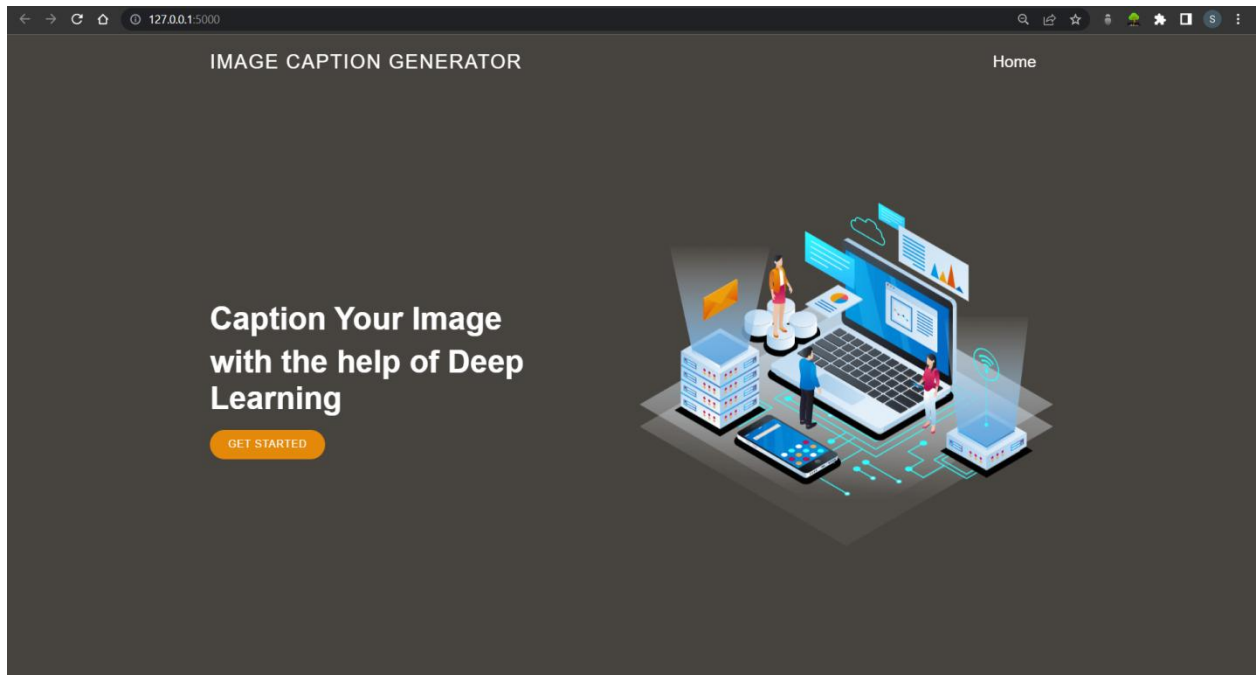 127.0.0.1:5000
S
IMAGE CAPTION GENERATOR
Home
Caption Your Image
with the help of Deep
Learning
GET STARTED